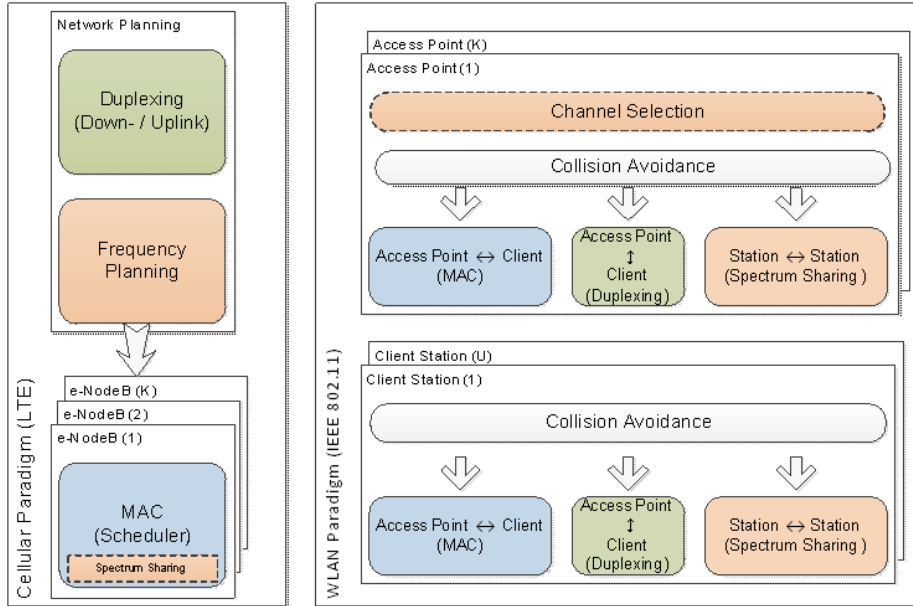 Cellular Paradigm (LTE)
Network Planning
Duplexing
(Down- / Uplink)
Frequency
Planning
e-NodeB (K)
e-NodeB (2)
e-NodeB (1)
MAC
(Scheduler)
Spectrum Sharing
WLAN Paradigm (IEEE 802.11)
Access Point (K)
Access Point (1)
Channel Selection
Collision Avoidance
Access Point ↔ Client
(MAC)
Access Point
↕
Client
(Duplexing)
Station ↔ Station
(Spectrum Sharing )
Client Station (U)
Client Station (1)
Collision Avoidance
Access Point ↔ Client
(MAC)
Access Point
↕
Client
(Duplexing)
Station ↔ Station
(Spectrum Sharing )